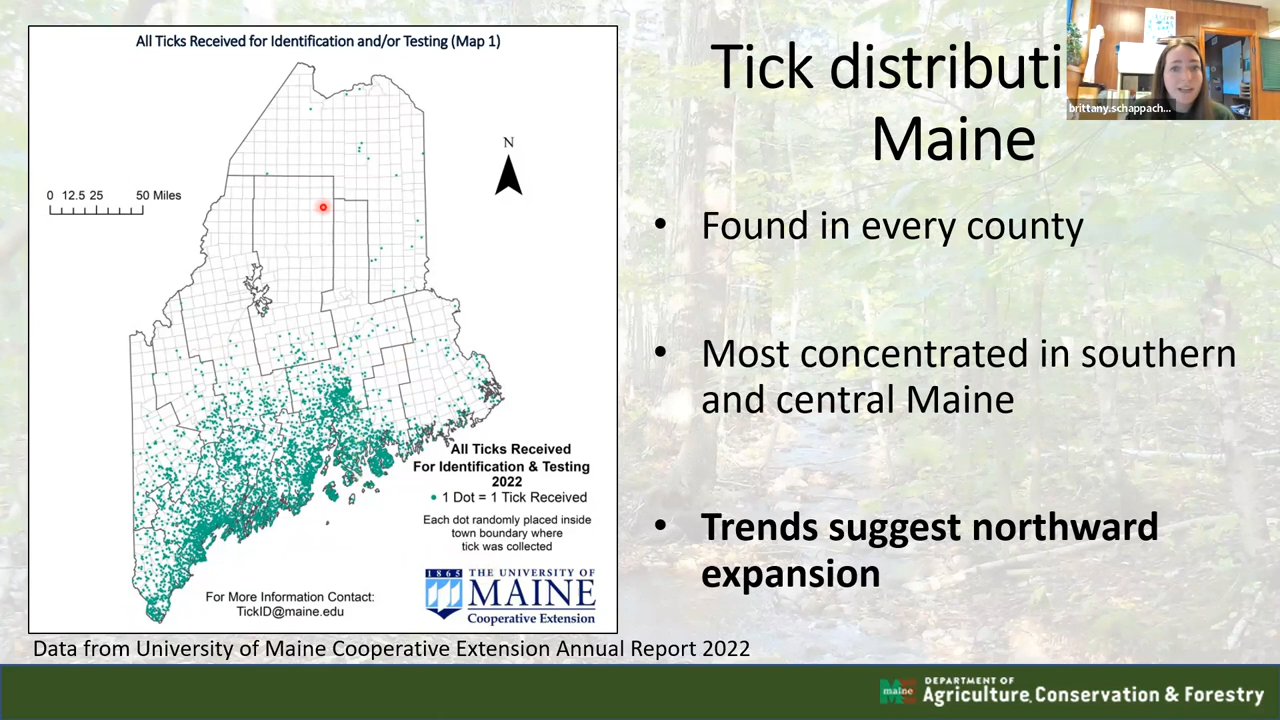 All Ticks Received for Identification and/or Testing (Map 1)
N
0 12.5 25 50 Miles
All Ticks Received
For Identification & Testing
2022
1 Dot = 1 Tick Received
Each dot randomly placed inside
town boundary where
tick was collected
1865 THE UNIVERSITY OF
MAINE
Cooperative Extension
For More Information Contact:
TickID@maine.edu
Data from University of Maine Cooperative Extension Annual Report 2022
Tick distributi
Maine
brittany.schappach...
• Found in every county
• Most concentrated in southern
and central Maine
• Trends suggest northward
expansion
maine
DEPARTMENT OF
Agriculture, Conservation & Forestry